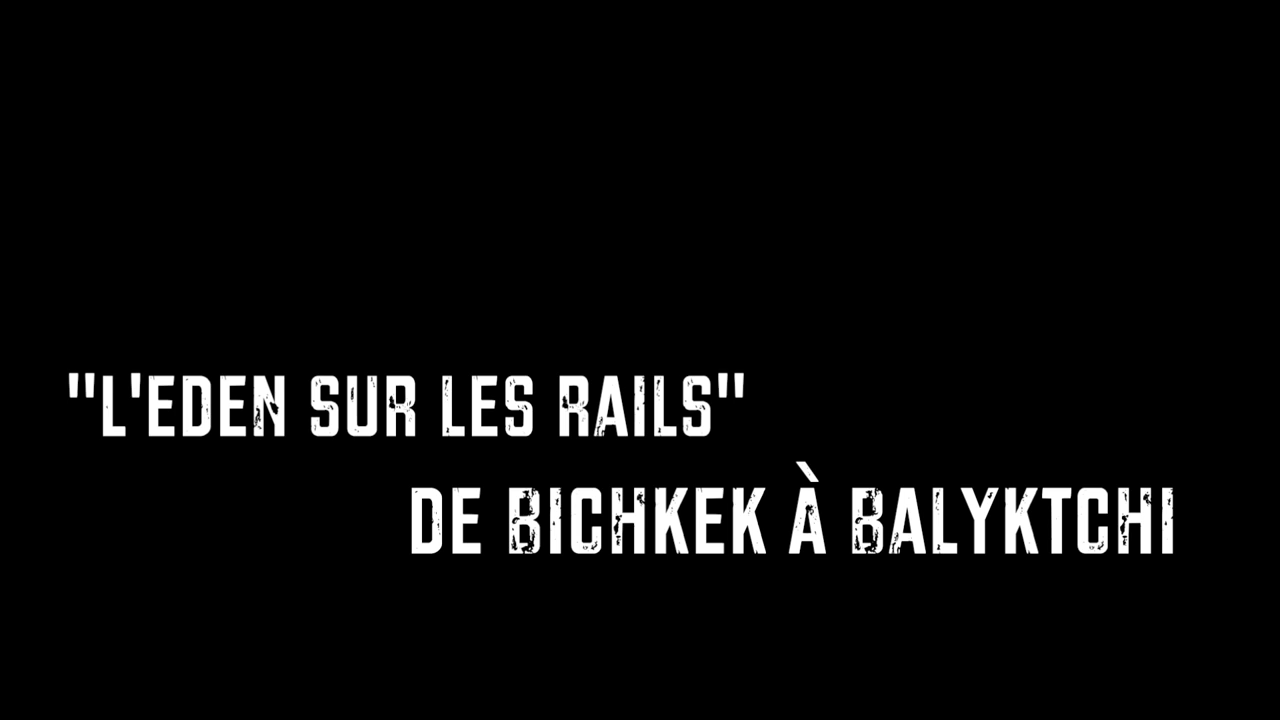 "L'EDEN SUR LES RAILS"
DE BICHKEK À BALYKTCHI